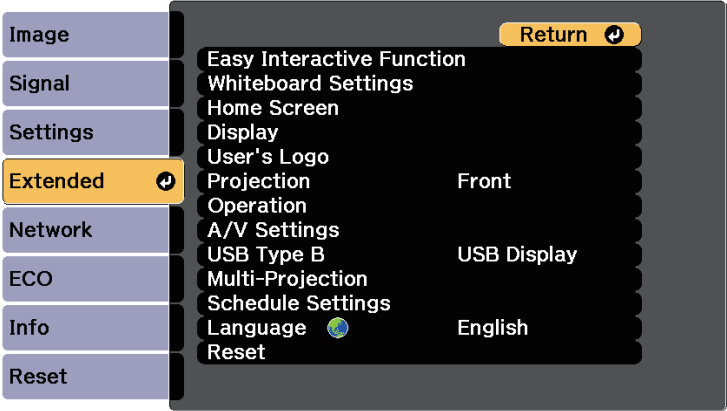 Image
Signal
Settings
Extended
Network
ECO
Info
Reset
Return
Easy Interactive Function
Whiteboard Settings
Home Screen
Display
User's Logo
Projection Front
Operation
A/V Settings
USB Type B USB Display
Multi-Projection
Schedule Settings
Language English
Reset